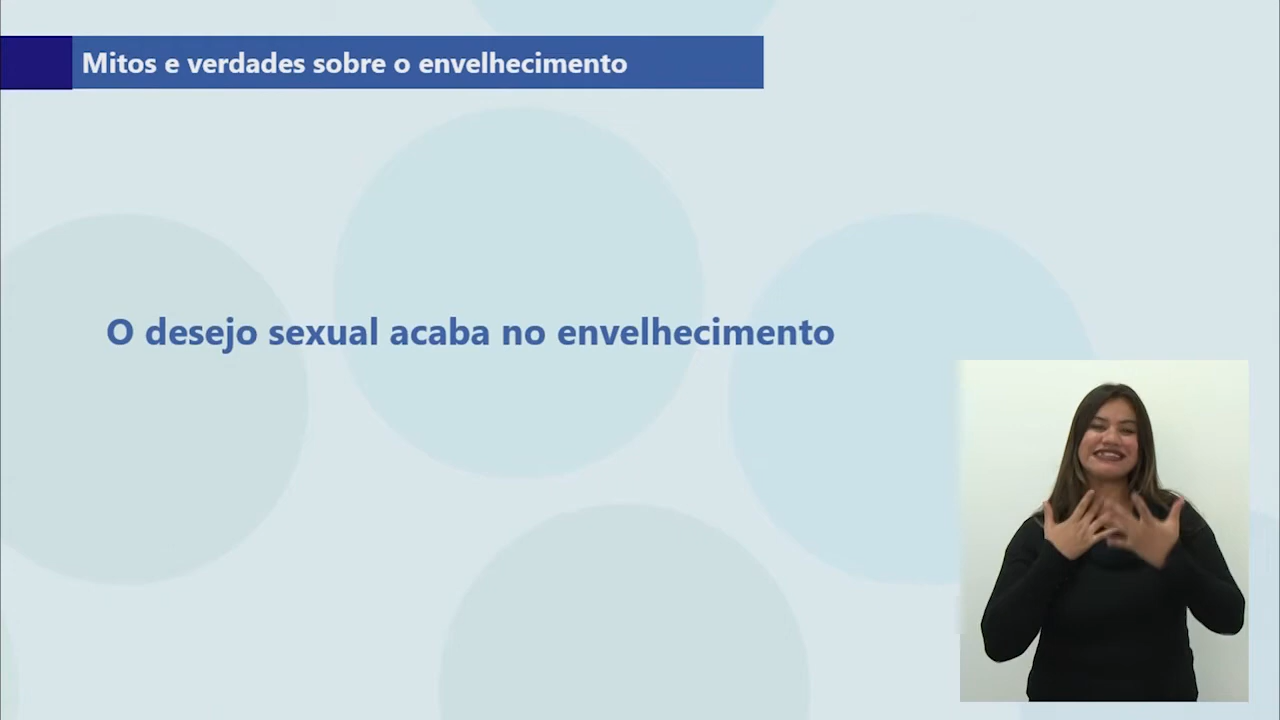 Mitos e verdades sobre o envelhecimento
O desejo sexual acaba no envelhecimento